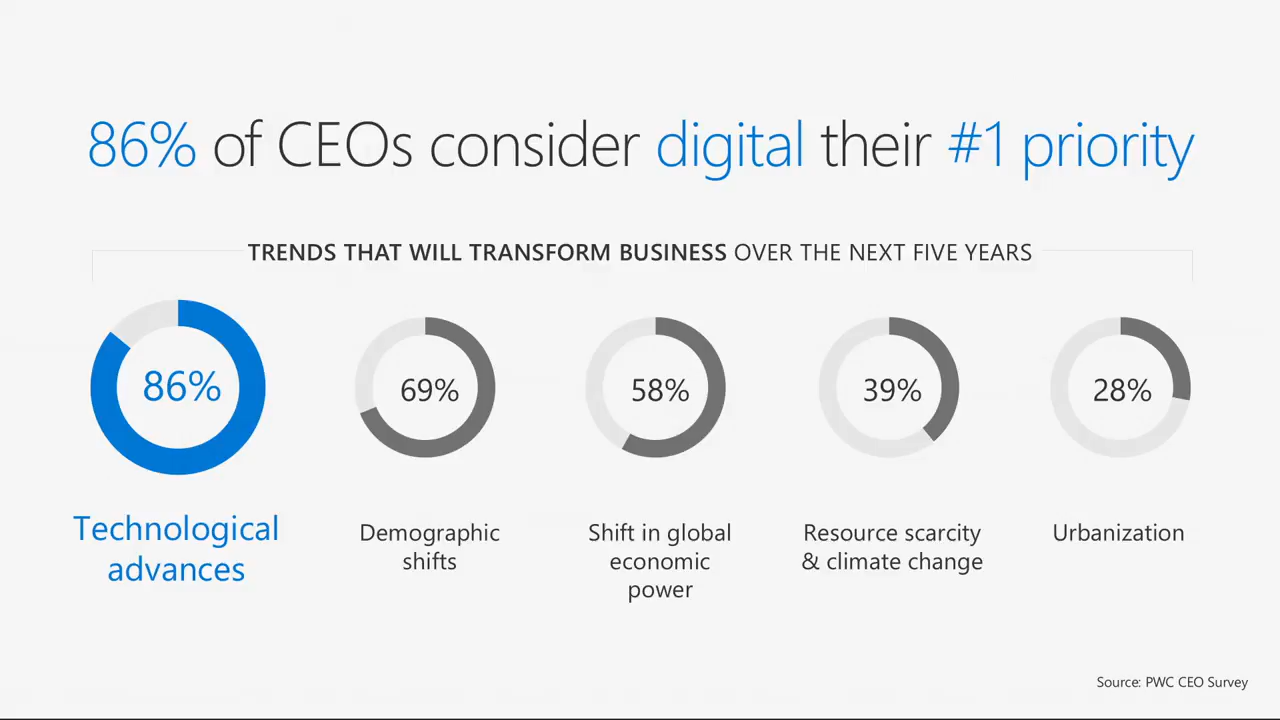 86% of CEOs consider digital their #1 priority
TRENDS THAT WILL TRANSFORM BUSINESS OVER THE NEXT FIVE YEARS
86%
69%
58%
39%
28%
Technological
advances
Demographic
shifts
Shift in global
economic
power
Resource scarcity
& climate change
Urbanization
Source: PWC CEO Survey